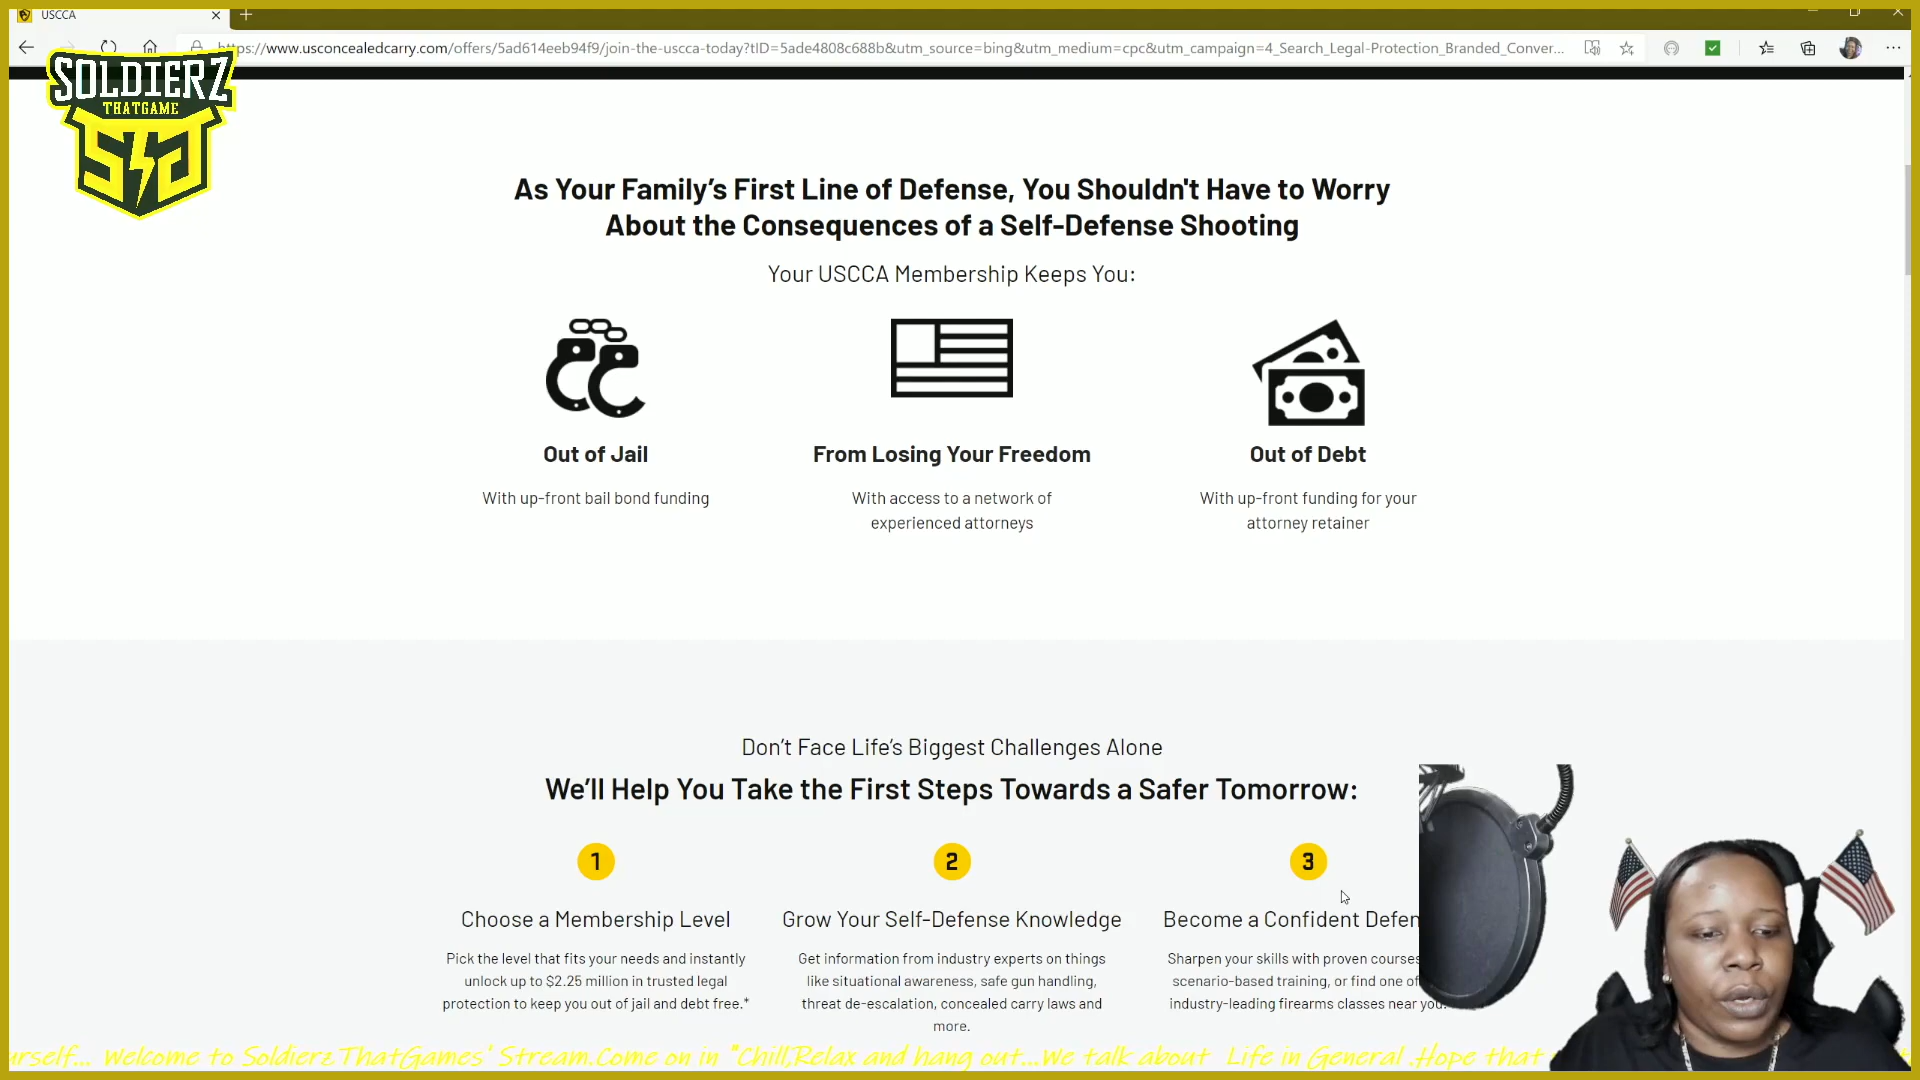 USCCA
https://www.usconcealedcarry.com/offers/5ad614eeb94f9/join-the-uscca-today?tID=5ade4808c688b&utm_source=bing&utm_medium=cpc&utm_campaign=4_Search_Legal-Protection_Branded_Conver...
SOLDIERZ
THATGAME
STG
As Your Family's First Line of Defense, You Shouldn't Have to Worry
About the Consequences of a Self-Defense Shooting
Your USCCA Membership Keeps You:
Out of Jail
With up-front bail bond funding
From Losing Your Freedom
With access to a network of
experienced attorneys
Out of Debt
With up-front funding for your
attorney retainer
Don't Face Life's Biggest Challenges Alone
We'll Help You Take the First Steps Towards a Safer Tomorrow:
1
Choose a Membership Level
Pick the level that fits your needs and instantly
unlock up to $2.25 million in trusted legal
protection to keep you out of jail and debt free.*
2
Grow Your Self-Defense Knowledge
Get information from industry experts on things
like situational awareness, safe gun handling,
threat de-escalation, concealed carry laws and
more.
3
Become a Confident Defen
Sharpen your skills with proven courses
scenario-based training, or find one of
industry-leading firearms classes near you.
urself... Welcome to Soldierz ThatGames' Stream.Come on in "Chill,Relax and hang out...We talk about Life in General .Hope that